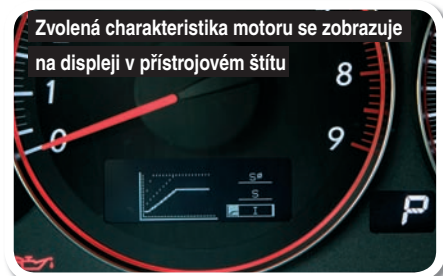 Zvolená charakteristika motoru se zobrazuje
na displeji v přístrojovém štítu
1
0
8
9
S#
S
I
P